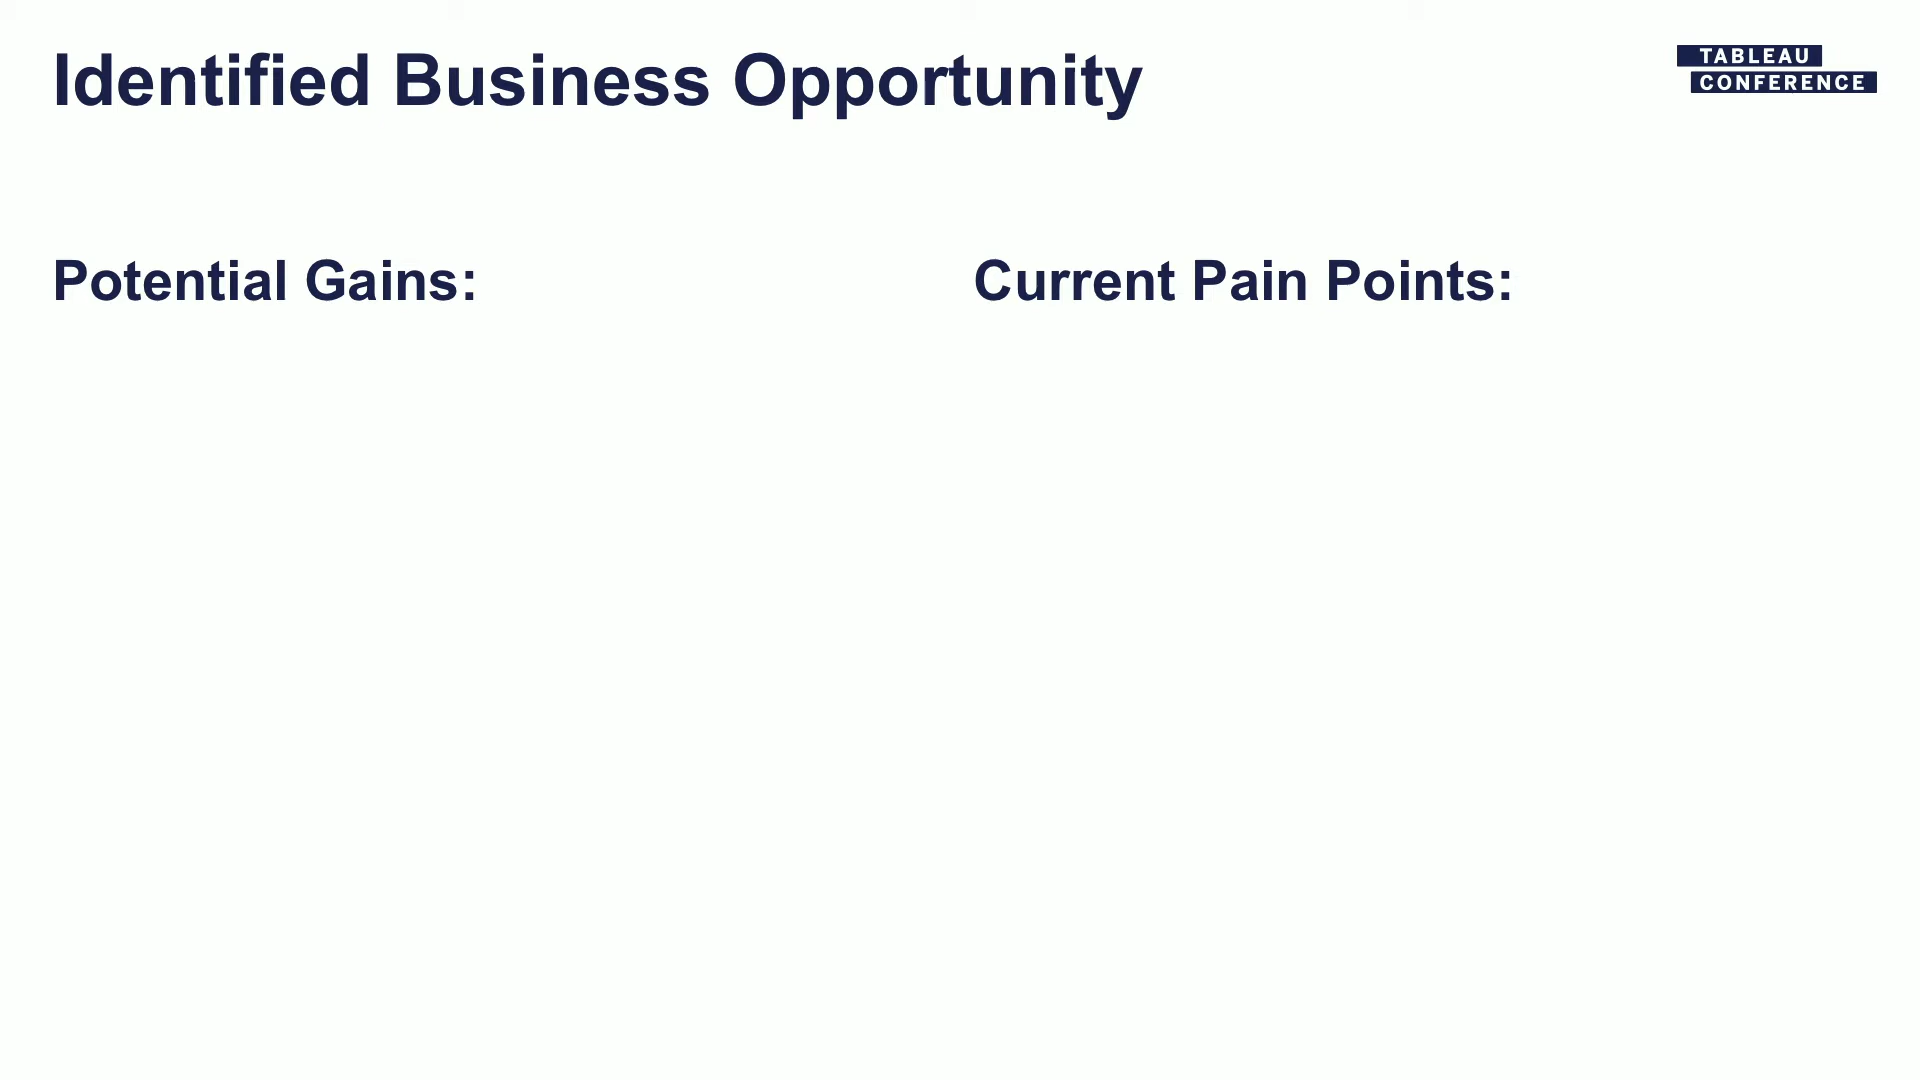 Identified Business Opportunity
TABLEAU
CONFERENCE
Potential Gains:
Current Pain Points: